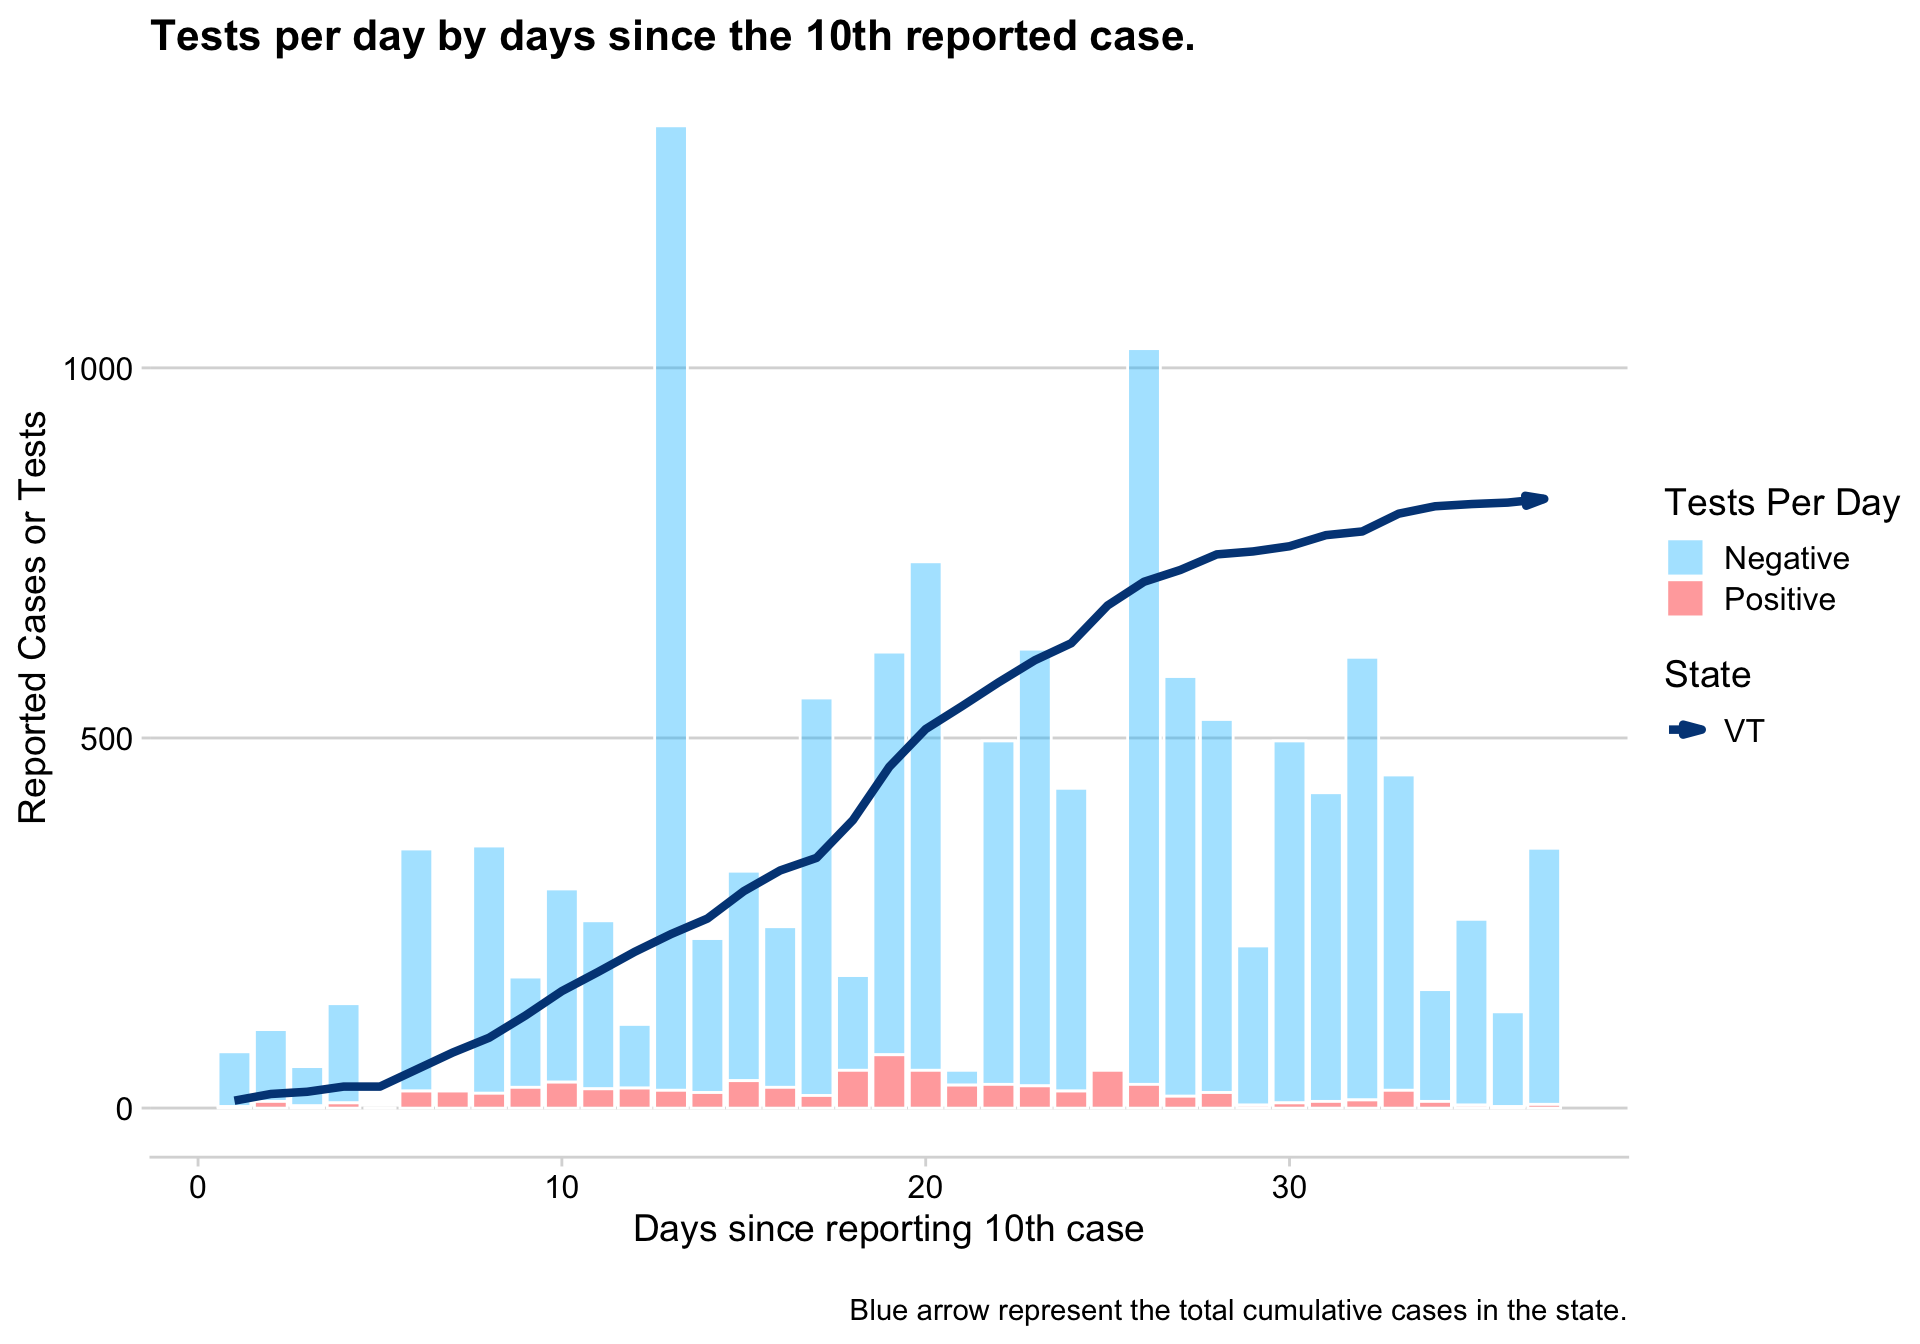 Tests per day by days since the 10th reported case.
1000
500
0
Reported Cases or Tests
0 10 20 30
Days since reporting 10th case
Tests Per Day
Negative
Positive
State
VT
Blue arrow represent the total cumulative cases in the state.